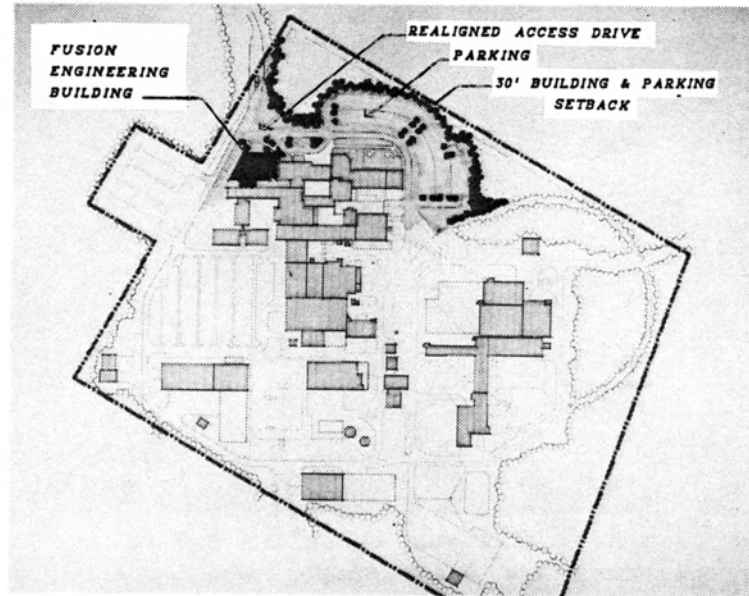 FUSION
ENGINEERING
BUILDING
REALIGNED ACCESS DRIVE
PARKING
30' BUILDING & PARKING
SETBACK